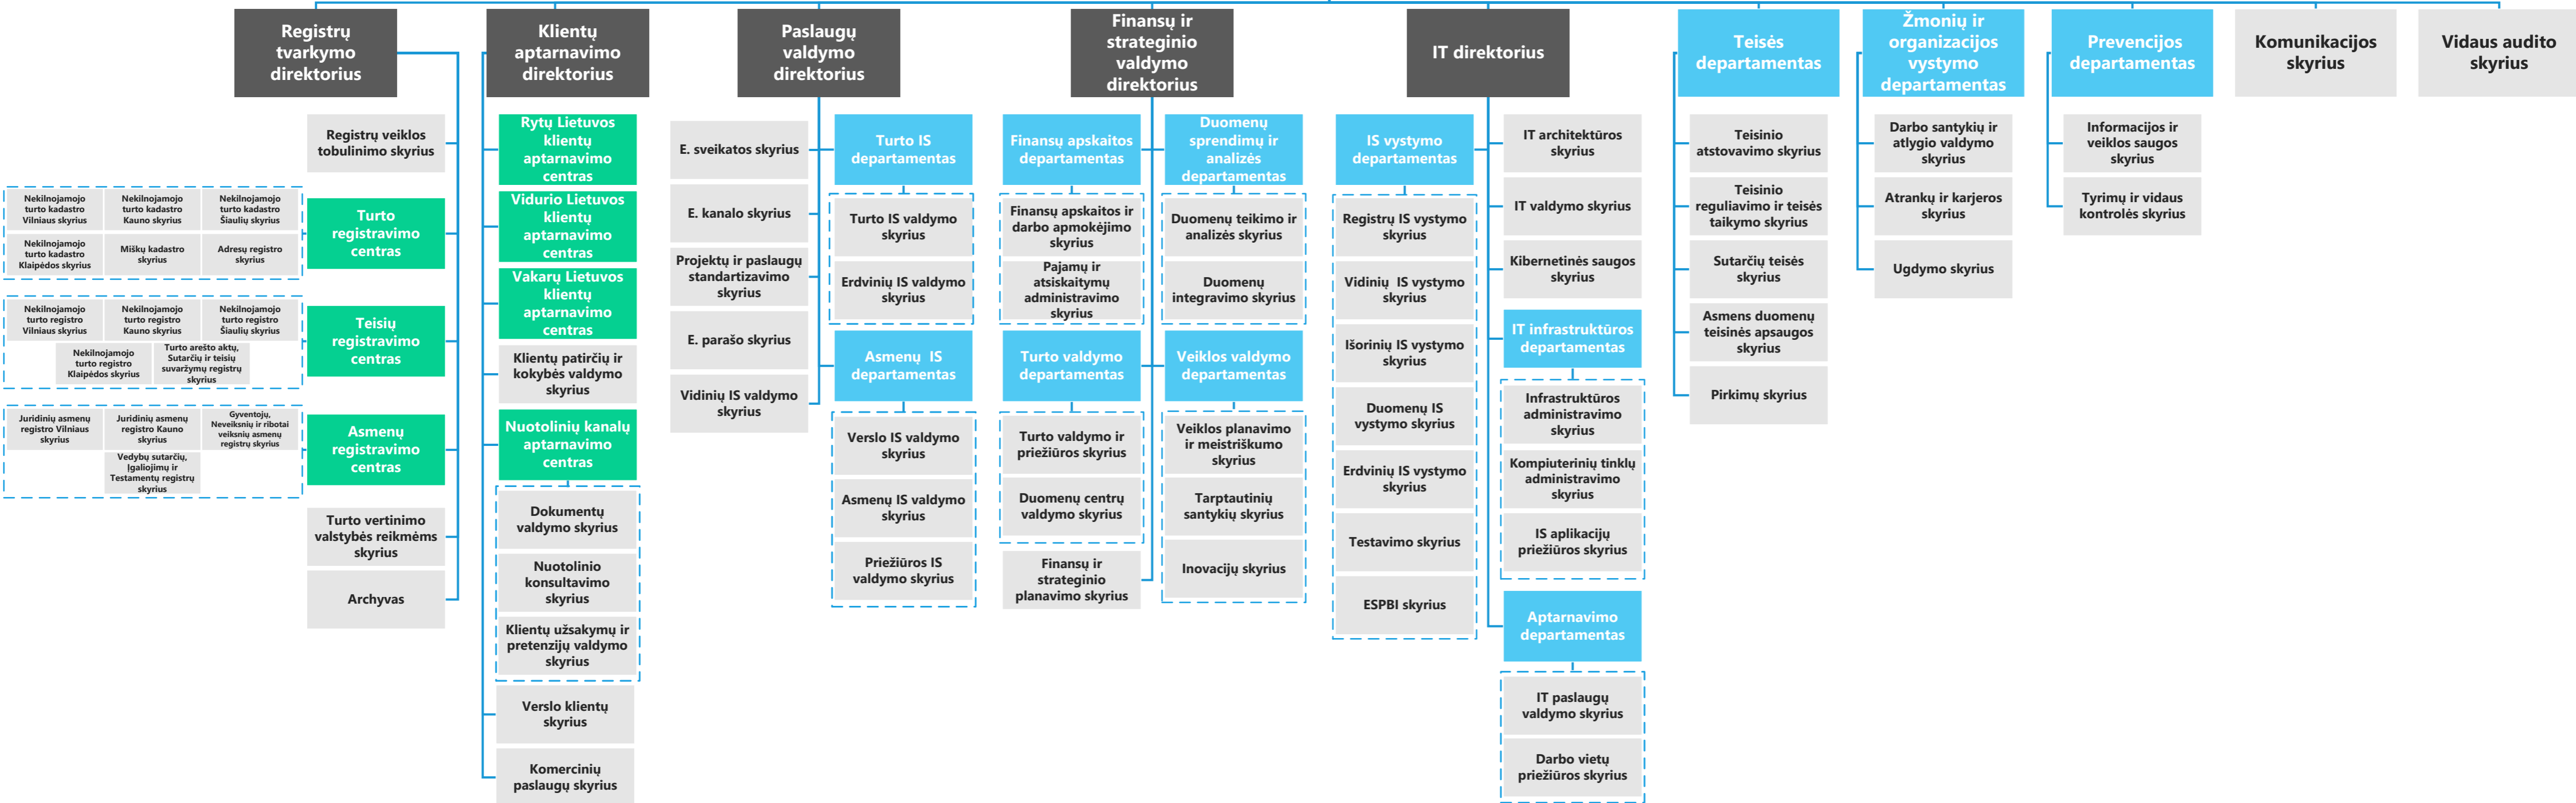 Registrų
tvarkymo
direktorius
Registrų veiklos
tobulinimo skyrius
Turto
registravimo
centras
Nekilnojamojo
turto kadastro
Vilniaus skyrius
Nekilnojamojo
turto kadastro
Kauno skyrius
Nekilnojamojo
turto kadastro
Šiaulių skyrius
Nekilnojamojo
turto kadastro
Klaipėdos skyrius
Miškų kadastro
skyrius
Adresų registro
skyrius
Teisių
registravimo
centras
Nekilnojamojo
turto registro
Vilniaus skyrius
Nekilnojamojo
turto registro
Kauno skyrius
Nekilnojamojo
turto registro
Šiaulių skyrius
Nekilnojamojo
turto registro
Klaipėdos skyrius
Turto arešto aktų,
Sutarčių ir teisių
suvaržymų registrų
skyrius
Asmenų
registravimo
centras
Juridinių asmenų
registro Vilniaus
skyrius
Juridinių asmenų
registro Kauno
skyrius
Gyventojų,
Neveiksnių ir ribotai
veiksnių asmenų
registrų skyrius
Vedybų sutarčių,
Įgaliojimų ir
Testamentų registrų
skyrius
Turto vertinimo
valstybės reikmėms
skyrius
Archyvas
Klientų
aptarnavimo
direktorius
Rytų Lietuvos
klientų
aptarnavimo
centras
Vidurio Lietuvos
klientų
aptarnavimo
centras
Vakarų Lietuvos
klientų
aptarnavimo
centras
Klientų patirčių ir
kokybės valdymo
skyrius
Nuotolinių kanalų
aptarnavimo
centras
Dokumentų
valdymo skyrius
Nuotolinio
konsultavimo
skyrius
Klientų užsakymų ir
pretenzijų valdymo
skyrius
Verslo klientų
skyrius
Komercinių
paslaugų skyrius
Paslaugų
valdymo
direktorius
E. sveikatos skyrius
E. kanalo skyrius
Projektų ir paslaugų
standartizavimo
skyrius
E. parašo skyrius
Vidinių IS valdymo
skyrius
Turto IS
departamentas
Turto IS valdymo
skyrius
Erdvinių IS valdymo
skyrius
Asmenų  IS
departamentas
Verslo IS valdymo
skyrius
Asmenų IS valdymo
skyrius
Priežiūros IS
valdymo skyrius
Finansų ir
strateginio
valdymo
direktorius
Finansų apskaitos
departamentas
Finansų apskaitos ir
darbo apmokėjimo
skyrius
Pajamų ir
atsiskaitymų
administravimo
skyrius
Turto valdymo
departamentas
Turto valdymo ir
priežiūros skyrius
Duomenų centrų
valdymo skyrius
Finansų ir
strateginio
planavimo skyrius
Duomenų
sprendimų ir
analizės
departamentas
Duomenų teikimo ir
analizės skyrius
Duomenų
integravimo skyrius
Veiklos valdymo
departamentas
Veiklos planavimo
ir meistriškumo
skyrius
Tarptautinių
santykių skyrius
Inovacijų skyrius
IT direktorius
IS vystymo
departamentas
Registrų IS vystymo
skyrius
Vidinių  IS vystymo
skyrius
Išorinių IS vystymo
skyrius
Duomenų IS
vystymo skyrius
Erdvinių IS vystymo
skyrius
Testavimo skyrius
ESPBI skyrius
IT architektūros
skyrius
IT valdymo skyrius
Kibernetinės saugos
skyrius
IT infrastruktūros
departamentas
Infrastruktūros
administravimo
skyrius
Kompiuterinių tinklų
administravimo
skyrius
IS aplikacijų
priežiūros skyrius
Aptarnavimo
departamentas
IT paslaugų
valdymo skyrius
Darbo vietų
priežiūros skyrius
Teisės
departamentas
Teisinio
atstovavimo skyrius
Teisinio
reguliavimo ir teisės
taikymo skyrius
Sutarčių teisės
skyrius
Asmens duomenų
teisinės apsaugos
skyrius
Pirkimų skyrius
Žmonių ir
organizacijos
vystymo
departamentas
Darbo santykių ir
atlygio valdymo
skyrius
Atrankų ir karjeros
skyrius
Ugdymo skyrius
Prevencijos
departamentas
Informacijos ir
veiklos saugos
skyrius
Tyrimų ir vidaus
kontrolės skyrius
Komunikacijos
skyrius
Vidaus audito
skyrius